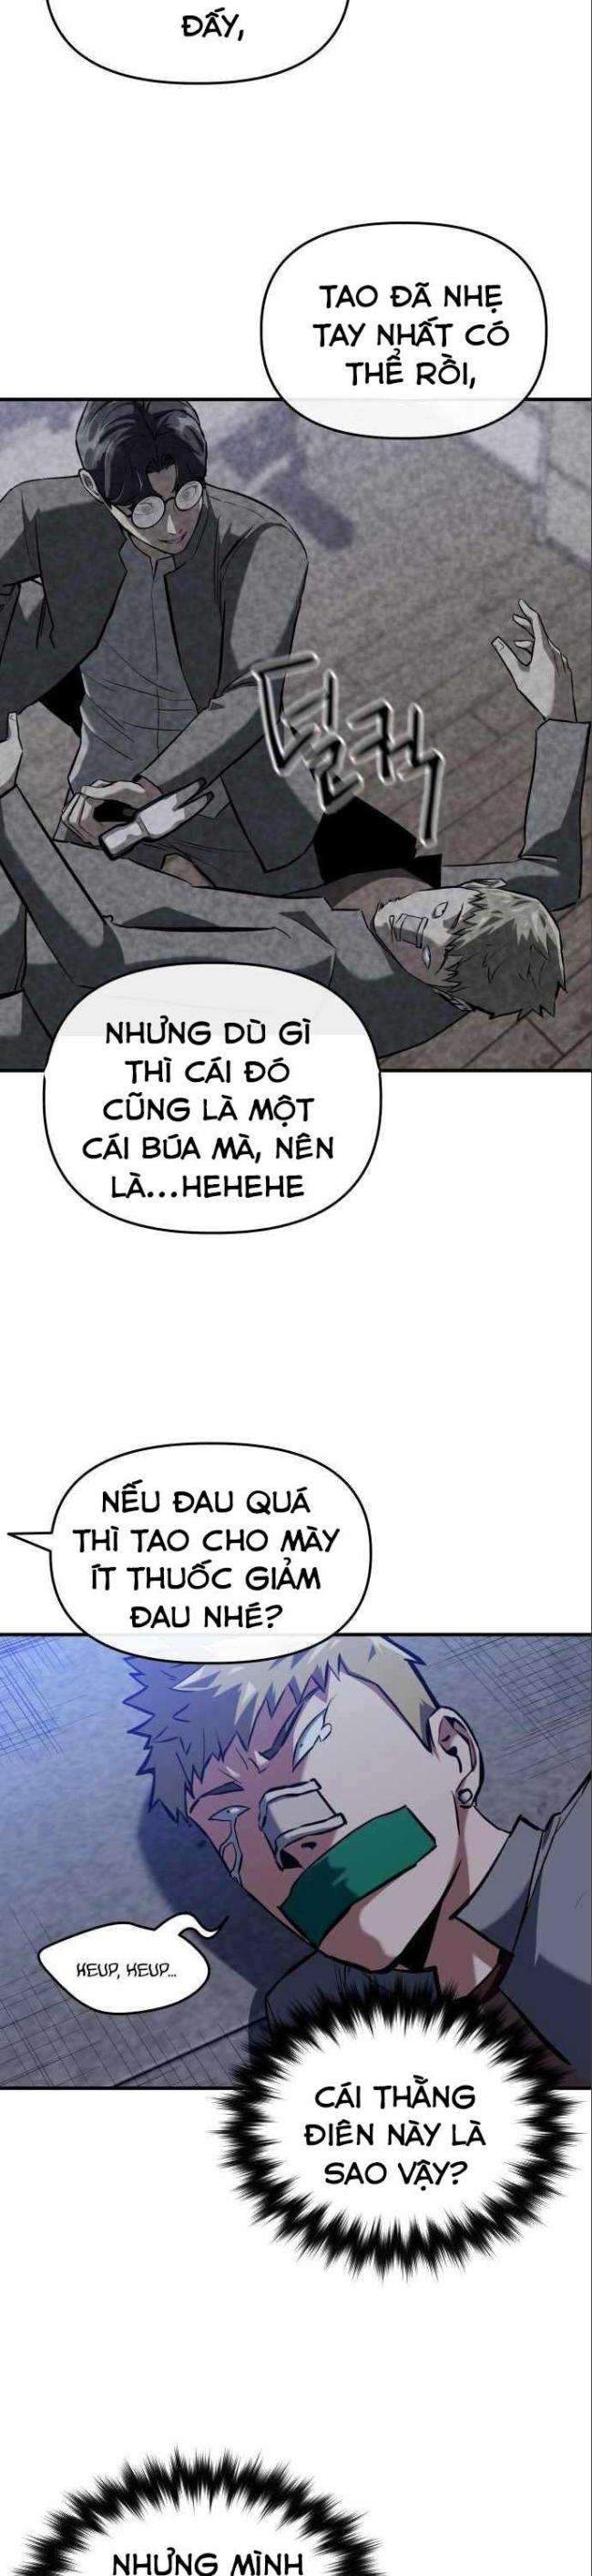 ĐẤY,
TAO ĐÃ NHẸ
TAY NHẤT CÓ
THỂ RỒI,
덜컥
NHƯNG DÙ GÌ
THÌ CÁI ĐÓ
CŨNG LÀ MỘT
CÁI BÚA MÀ, NÊN
LÀ...HEHEHE
NẾU ĐAU QUÁ
THÌ TAO CHO MÀY
ÍT THUỐC GIẢM
ĐAU NHÉ?
HEUP, HEUP...
CÁI THẰNG
ĐIÊN NÀY LÀ
SAO VẬY?
NHƯNG MÌNH